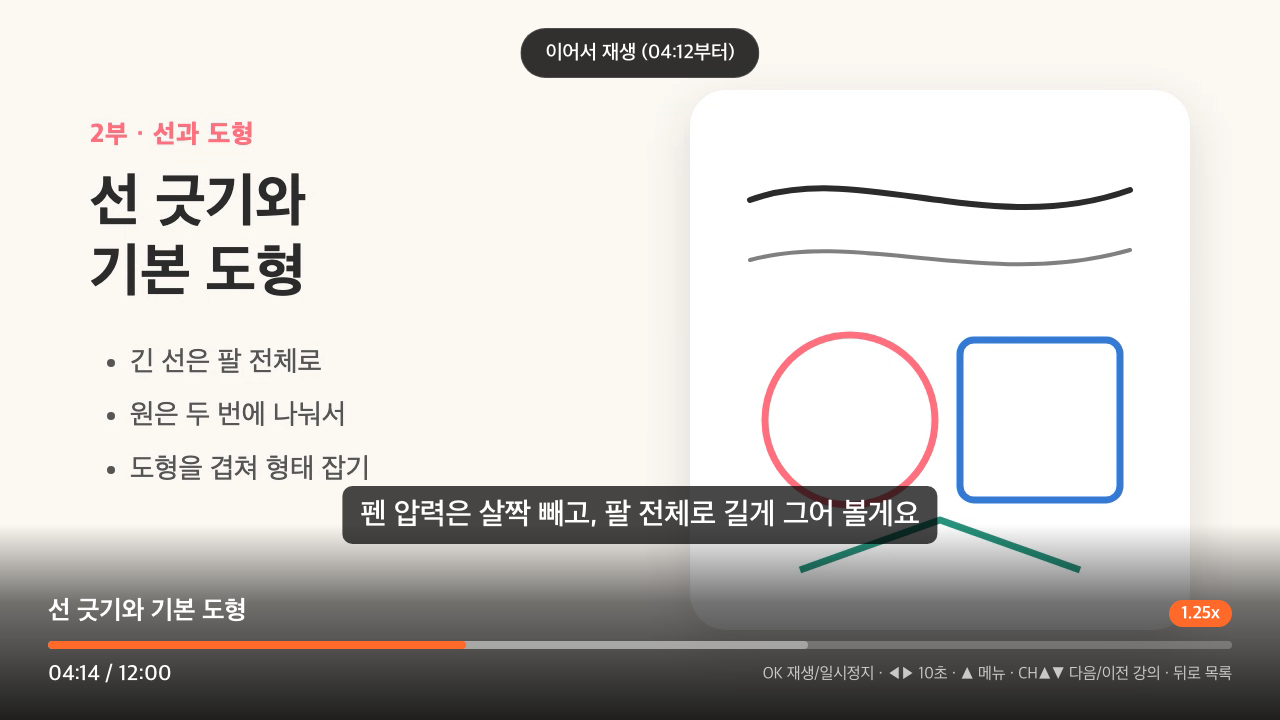 이어서 재생 (04:12부터)
2부 · 선과 도형
선 긋기와
기본 도형
• 긴 선은 팔 전체로
• 원은 두 번에 나눠서
• 도형을 겹쳐 형태 잡기
펜 압력은 살짝 빼고, 팔 전체로 길게 그어 볼게요
선 긋기와 기본 도형
1.25x
04:14 / 12:00
OK 재생/일시정지 · ◀▶ 10초 · ▲ 메뉴 · CH▲▼ 다음/이전 강의 · 뒤로 목록